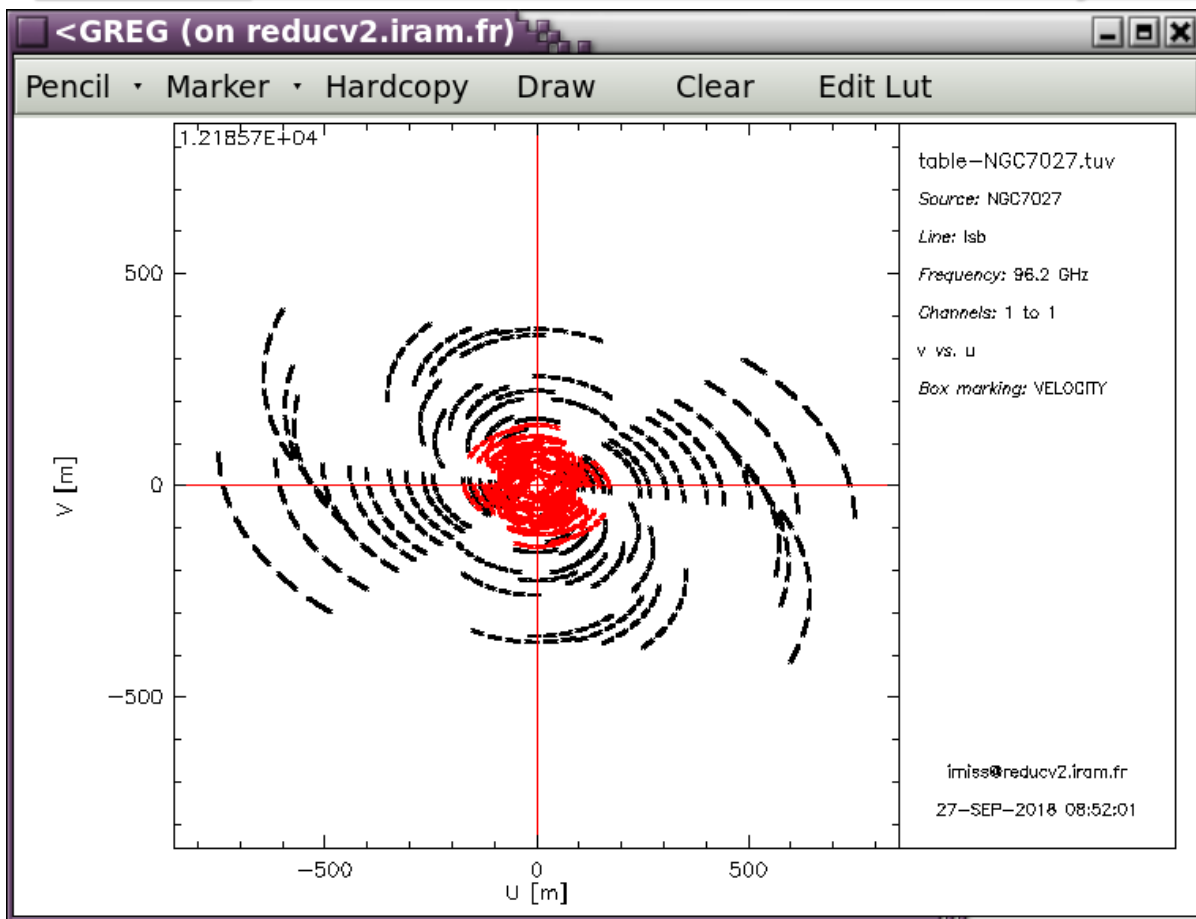 <GREG (on reducv2.iram.fr)
Pencil Marker Hardcopy Draw Clear Edit Lut
1.21857E+04
table-NGC7027.tuv
Source: NGC7027
Line: lsb
Frequency: 96.2 GHz
Channels: 1 to 1
v vs. u
Box marking: VELOCITY
500
0
-500
V [m]
-500 0 500
U [m]
imiss@reducv2.iram.fr
27-SEP-2018 08:52:01